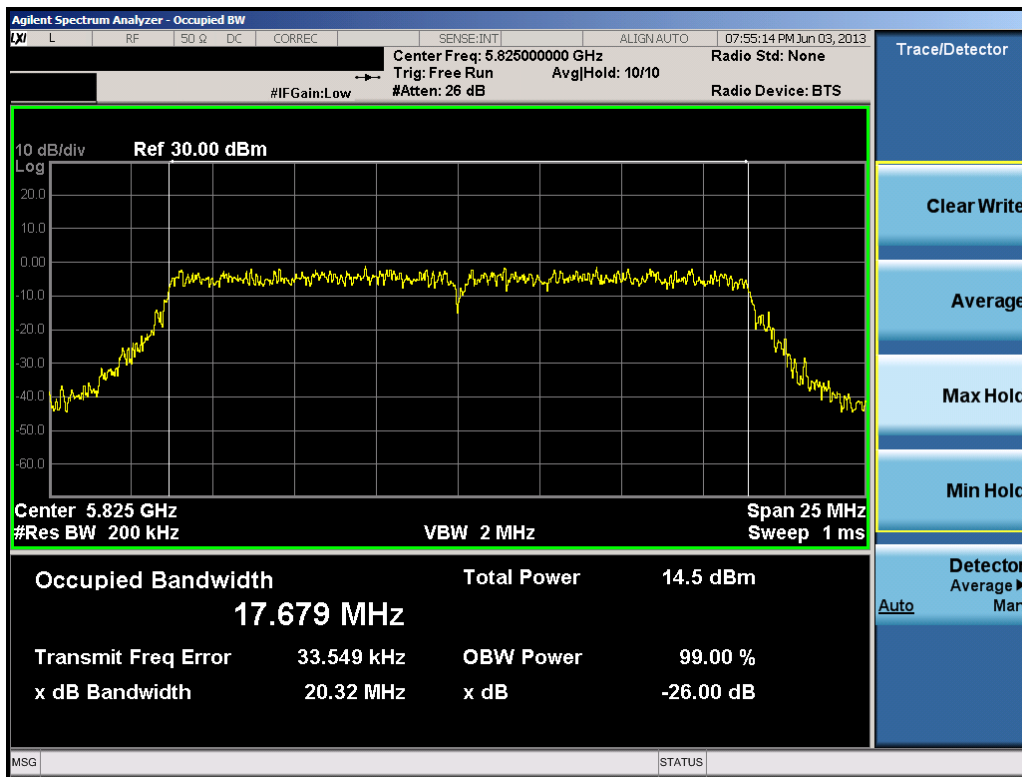 Agilent Spectrum Analyzer - Occupied BW
LXI L RF 50 Ω DC CORREC SENSE:INT ALIGN AUTO 07:55:14 PM Jun 03, 2013
Center Freq: 5.825000000 GHz Radio Std: None
Trig: Free Run Avg|Hold: 10/10
#IFGain:Low #Atten: 26 dB Radio Device: BTS
Trace/Detector
10 dB/div Ref 30.00 dBm
Log
20.0
10.0
0.00
-10.0
-20.0
-30.0
-40.0
-50.0
-60.0
Center 5.825 GHz Span 25 MHz
#Res BW 200 kHz VBW 2 MHz Sweep 1 ms
Occupied Bandwidth Total Power 14.5 dBm
17.679 MHz
Transmit Freq Error 33.549 kHz OBW Power 99.00 %
x dB Bandwidth 20.32 MHz x dB -26.00 dB
Clear Write
Average
Max Hold
Min Hold
Detector
Average
Auto Man
MSG STATUS